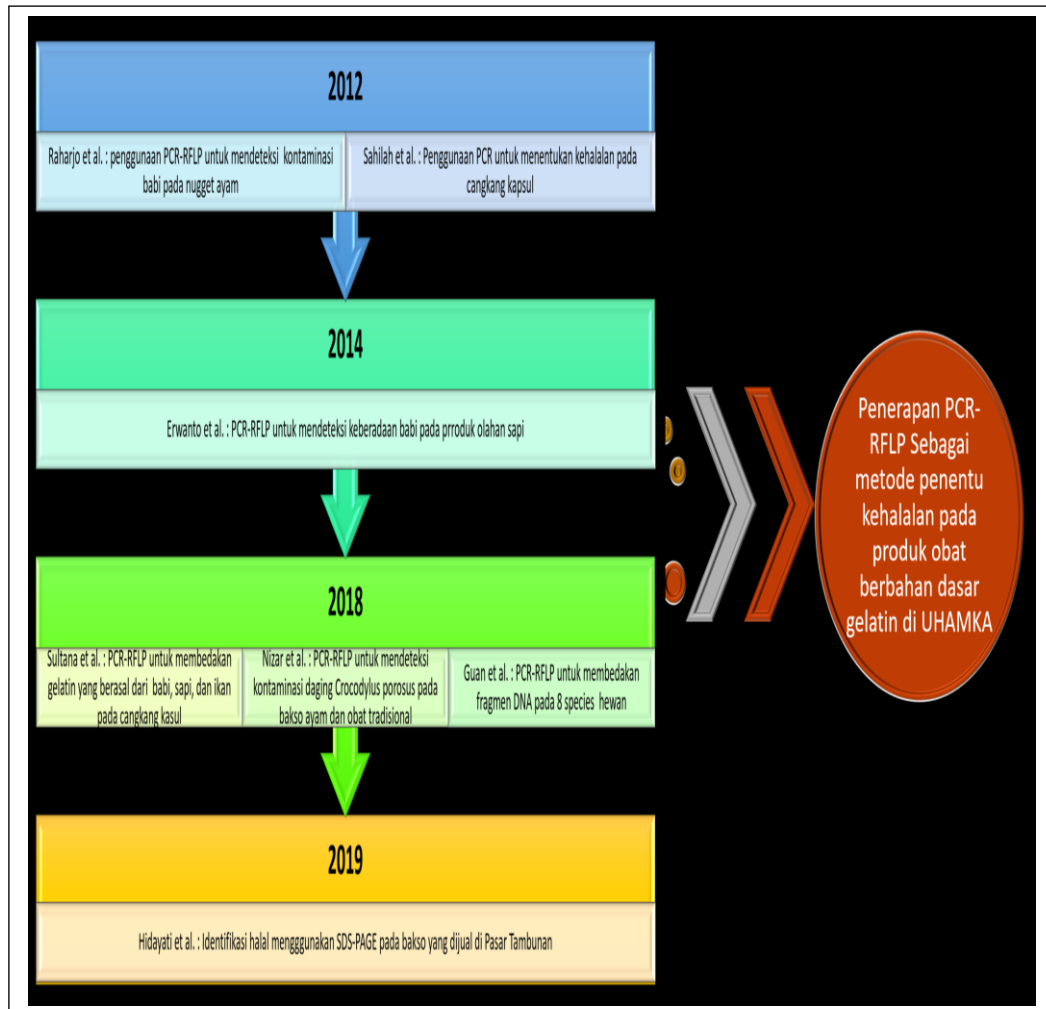 2012
Raharjo et al. : penggunaan PCR-RFLP untuk mendeteksi kontaminasi
babi pada nugget ayam
Sahilah et al. : Penggunaan PCR untuk menentukan kehalalan pada
cangkang kapsul
2014
Erwanto et al. : PCR-RFLP untuk mendeteksi keberadaan babi pada prroduk olahan sapi
2018
Sultana et al. : PCR-RFLP untuk membedakan
gelatin yang berasal dari babi, sapi, dan ikan
pada cangkang kasul
Nizar et al. : PCR-RFLP untuk mendeteksi
kontaminasi daging Crocodylus porosus pada
bakso ayam dan obat tradisional
Guan et al. : PCR-RFLP untuk membedakan
fragmen DNA pada 8 species hewan
2019
Hidayati et al. : Identifikasi halal mengggunakan SDS-PAGE pada bakso yang dijual di Pasar Tambunan
Penerapan PCR-
RFLP Sebagai
metode penentu
kehalalan pada
produk obat
berbahan dasar
gelatin di UHAMKA